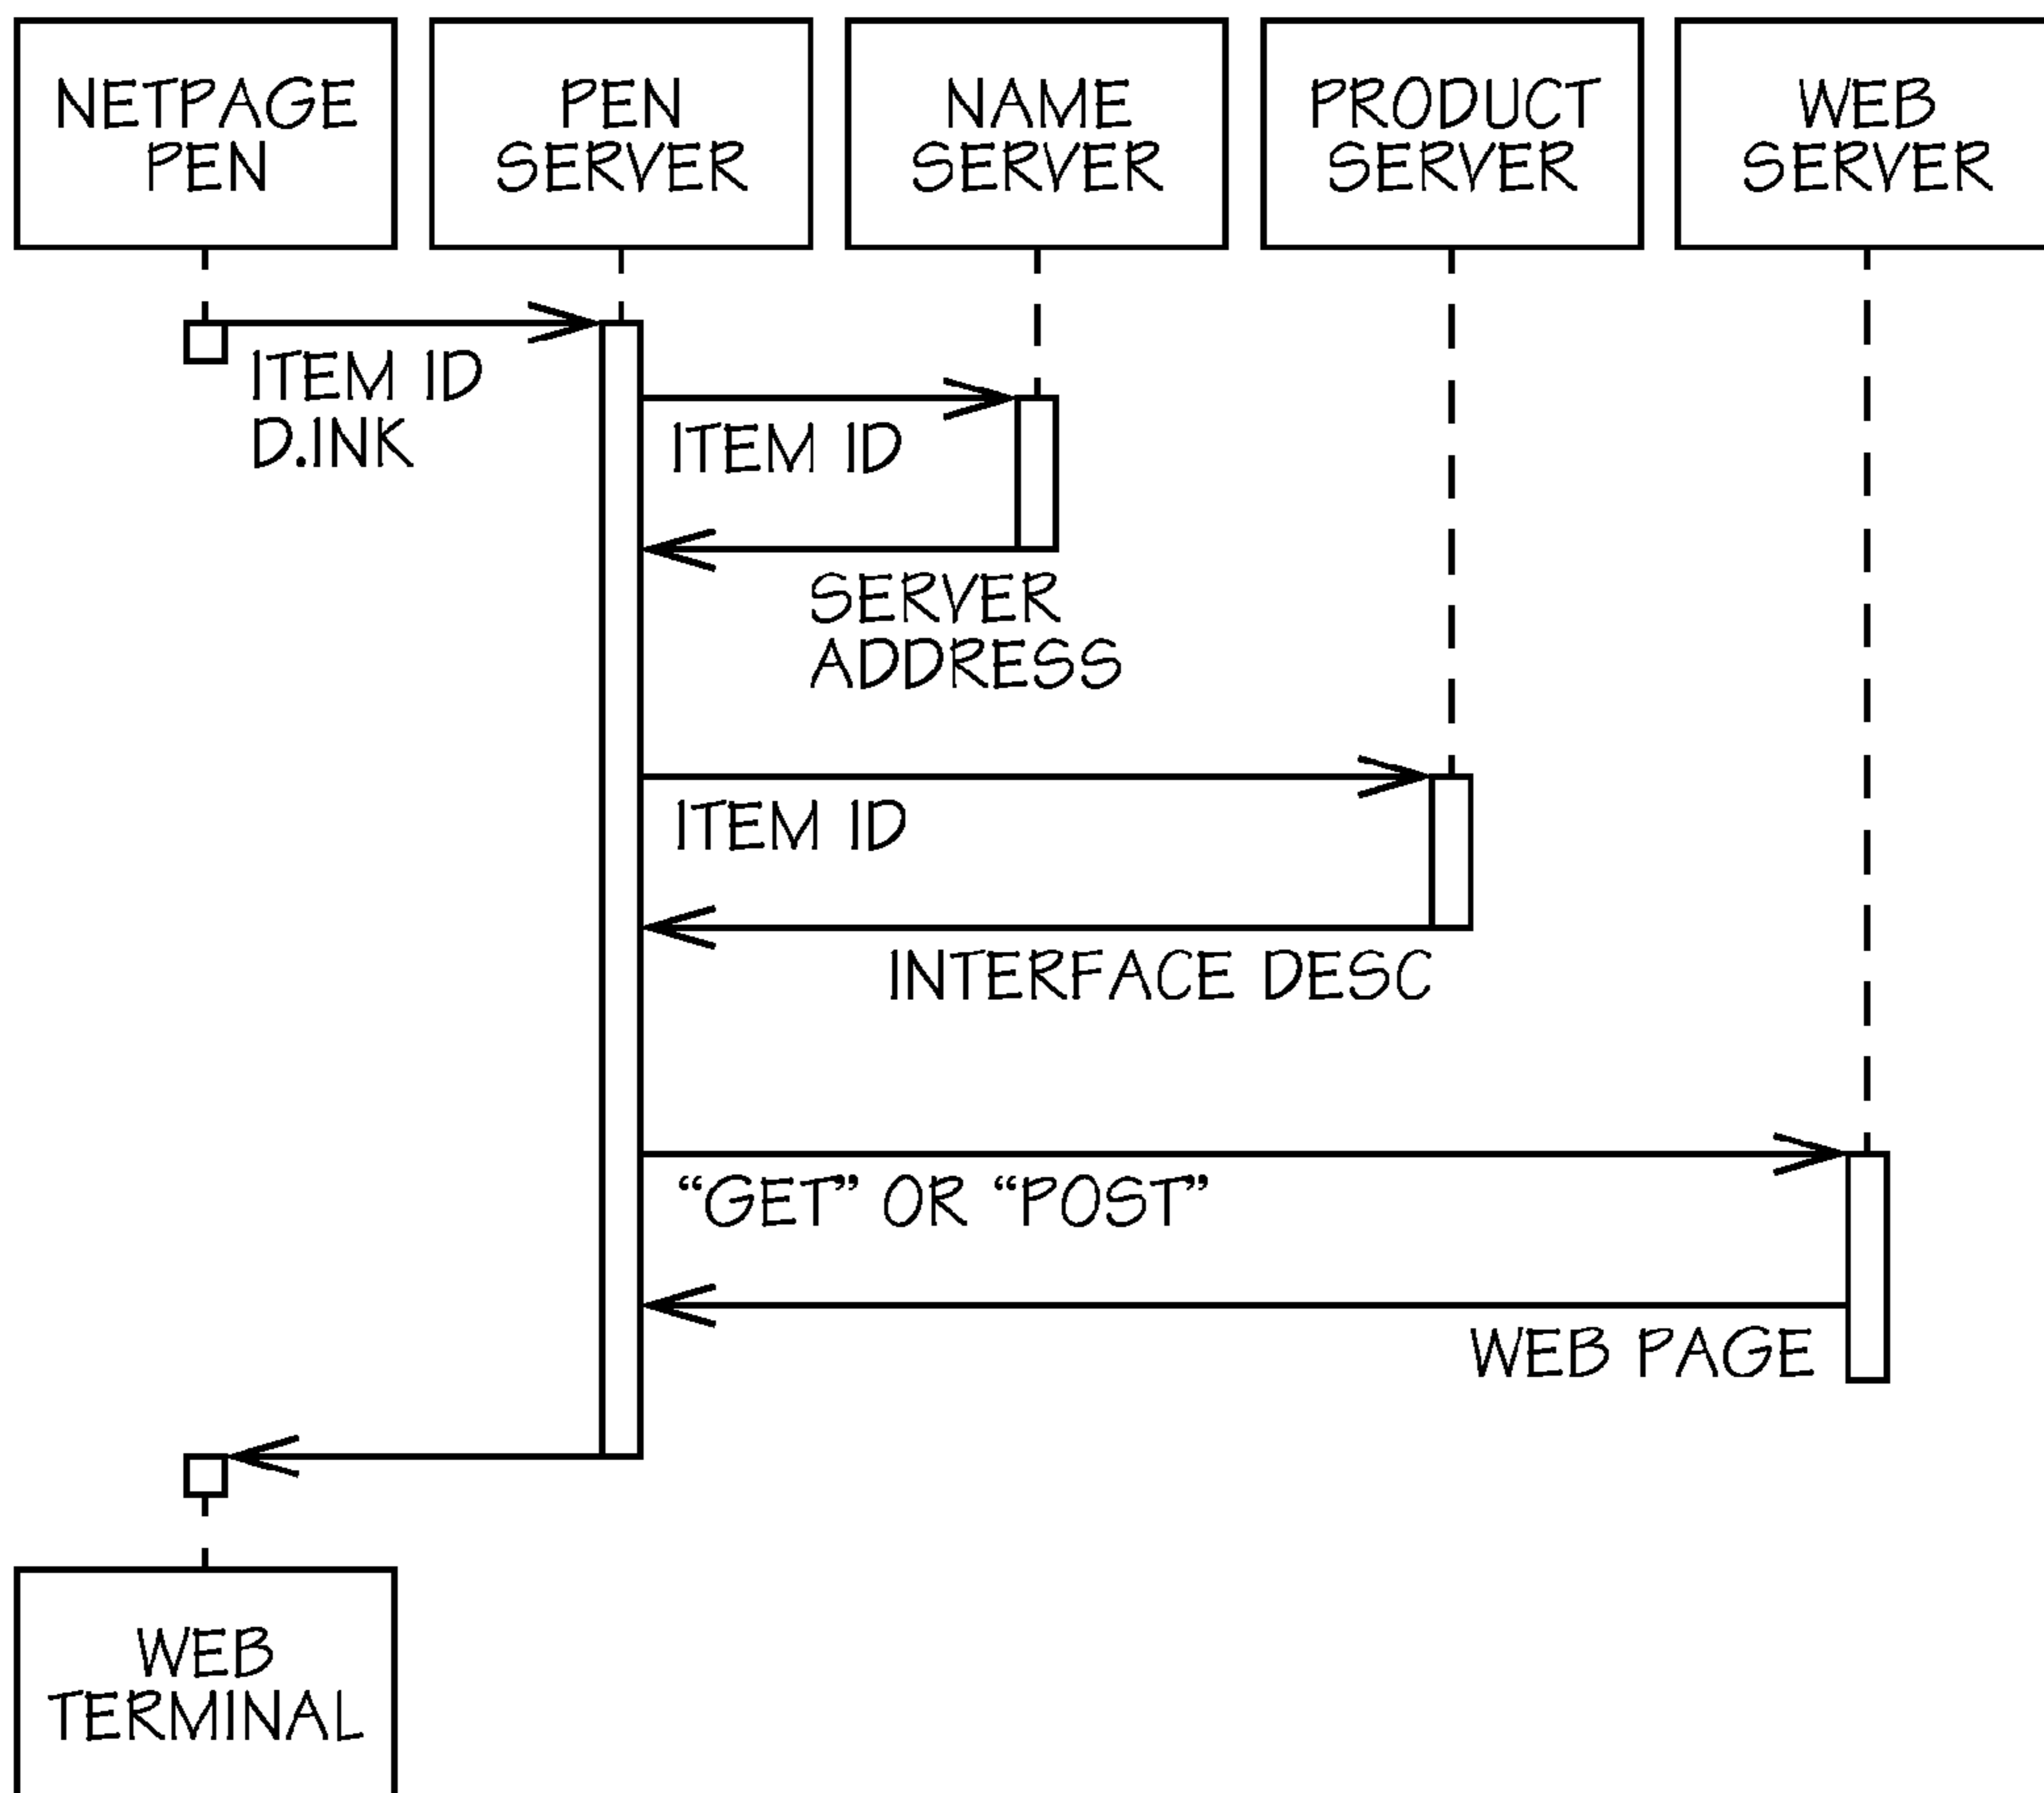 NETPAGE
PEN
PEN
SERVER
NAME
SERVER
PRODUCT
SERVER
WEB
SERVER
ITEM ID
D.INK
ITEM ID
SERVER
ADDRESS
ITEM ID
INTERFACE DESC
“GET” OR “POST”
WEB PAGE
WEB
TERMINAL